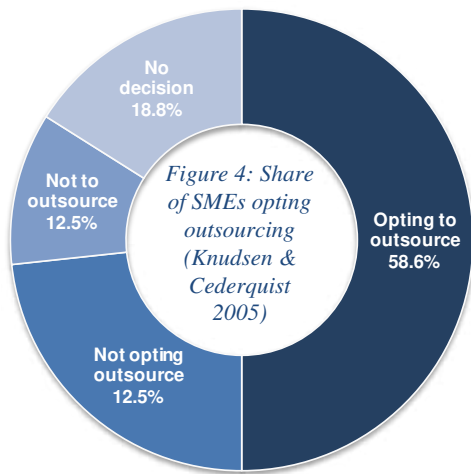 No
decision
18.8%
Not to
outsource
12.5%
Figure 4: Share
of SMEs opting
outsourcing
(Knudsen &
Cederquist
2005)
Opting to
outsource
58.6%
Not opting
outsource
12.5%